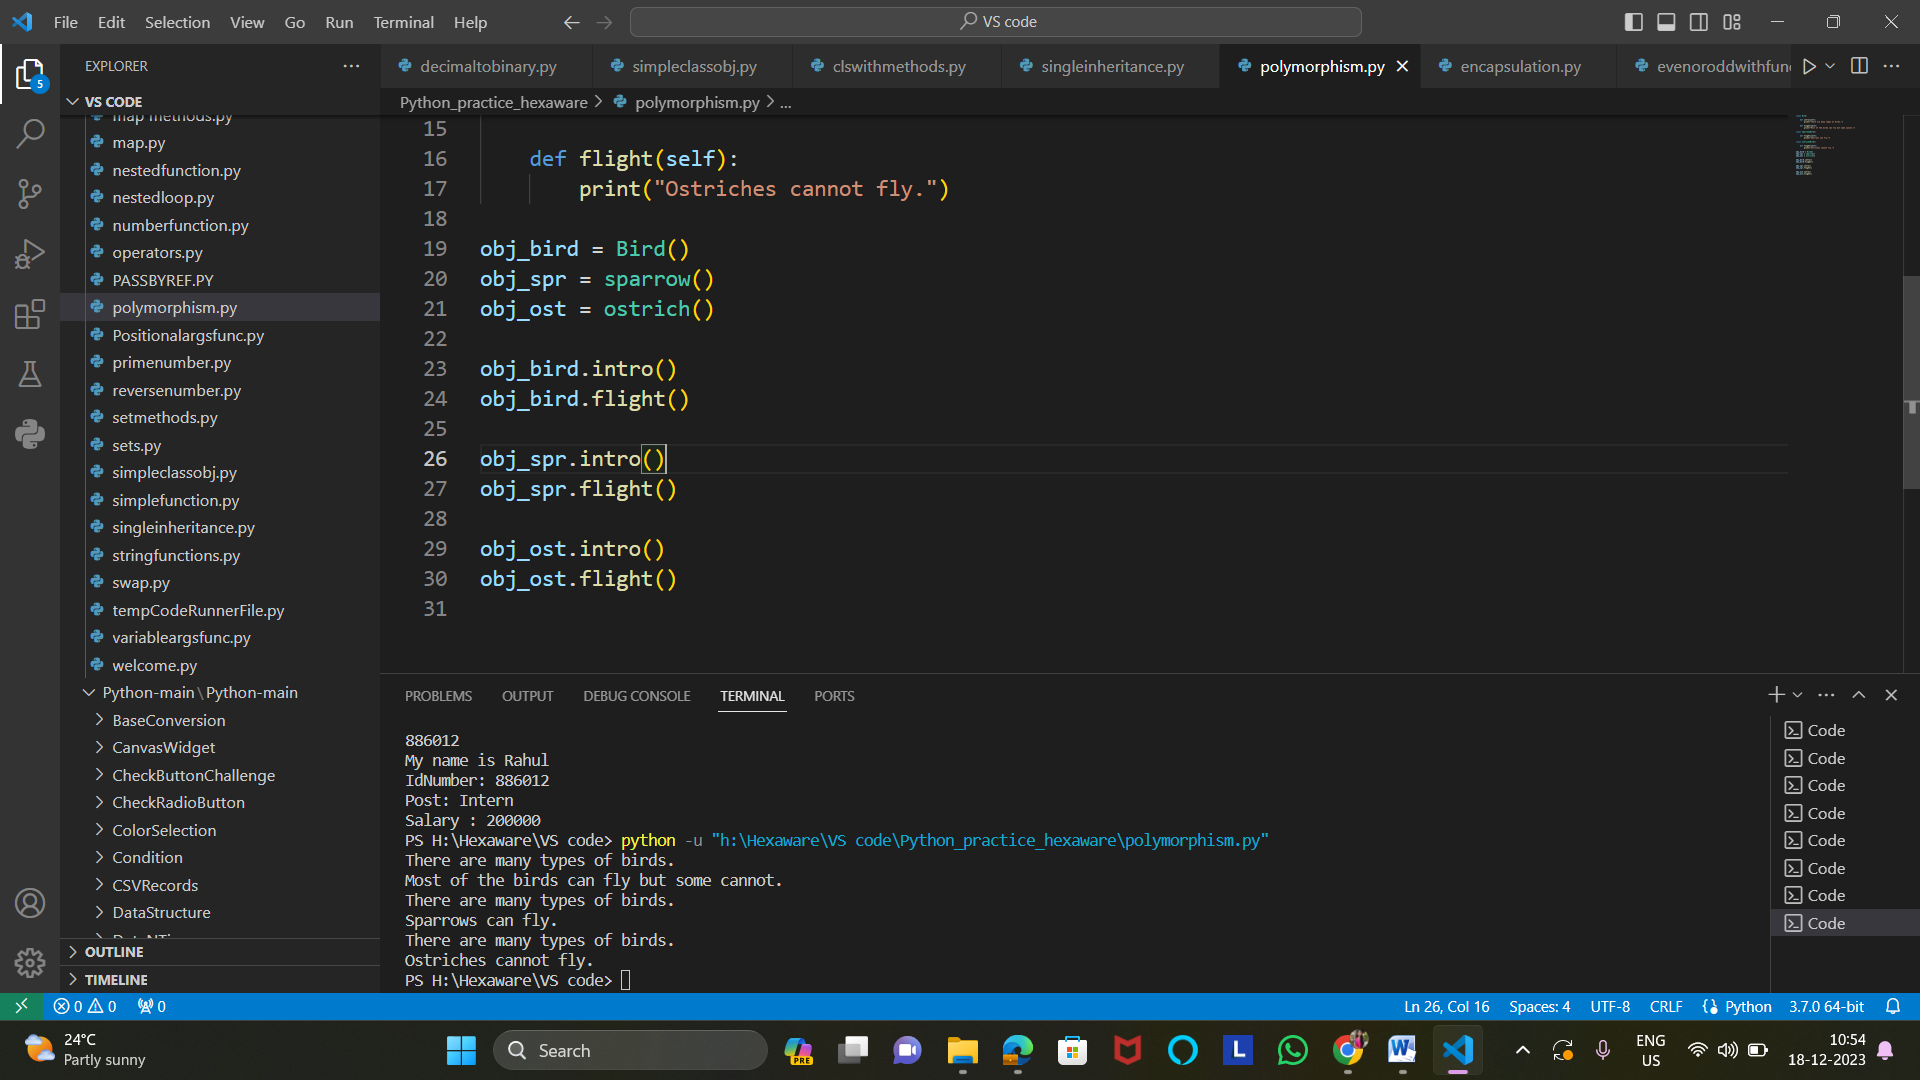 File Edit Selection View Go Run Terminal Help
VS code
EXPLORER
decimaltobinary.py simpleclassobj.py clswithmethods.py singleinheritance.py polymorphism.py encapsulation.py evenoroddwithfun
5
VS CODE
Python_practice_hexaware polymorphism.py ...
map methods.py
map.py
nestedfunction.py
nestedloop.py
numberfunction.py
operators.py
PASSBYREF.PY
polymorphism.py
Positionalargsfunc.py
primenumber.py
reversenumber.py
setmethods.py
sets.py
simpleclassobj.py
simplefunction.py
singleinheritance.py
stringfunctions.py
swap.py
tempCodeRunnerFile.py
variableargsfunc.py
welcome.py
Python-main\Python-main
BaseConversion
CanvasWidget
CheckButtonChallenge
CheckRadioButton
ColorSelection
Condition
CSVRecords
DataStructure
OUTLINE
TIMELINE
15
16 def flight(self):
17 print("Ostriches cannot fly.")
18
19 obj_bird = Bird()
20 obj_spr = sparrow()
21 obj_ost = ostrich()
22
23 obj_bird.intro()
24 obj_bird.flight()
25
26 obj_spr.intro()
27 obj_spr.flight()
28
29 obj_ost.intro()
30 obj_ost.flight()
31
PROBLEMS OUTPUT DEBUG CONSOLE TERMINAL PORTS
886012
My name is Rahul
IdNumber: 886012
Post: Intern
Salary : 200000
PS H:\Hexaware\VS code> python -u "h:\Hexaware\VS code\Python_practice_hexaware\polymorphism.py"
There are many types of birds.
Most of the birds can fly but some cannot.
There are many types of birds.
Sparrows can fly.
There are many types of birds.
Ostriches cannot fly.
PS H:\Hexaware\VS code>
Code
Code
Code
Code
Code
Code
Code
Code
0 0 0 Ln 26, Col 16 Spaces: 4 UTF-8 CRLF Python 3.7.0 64-bit
24°C
Partly sunny
Search
PRE
L
W
ENG
US
10:54
18-12-2023